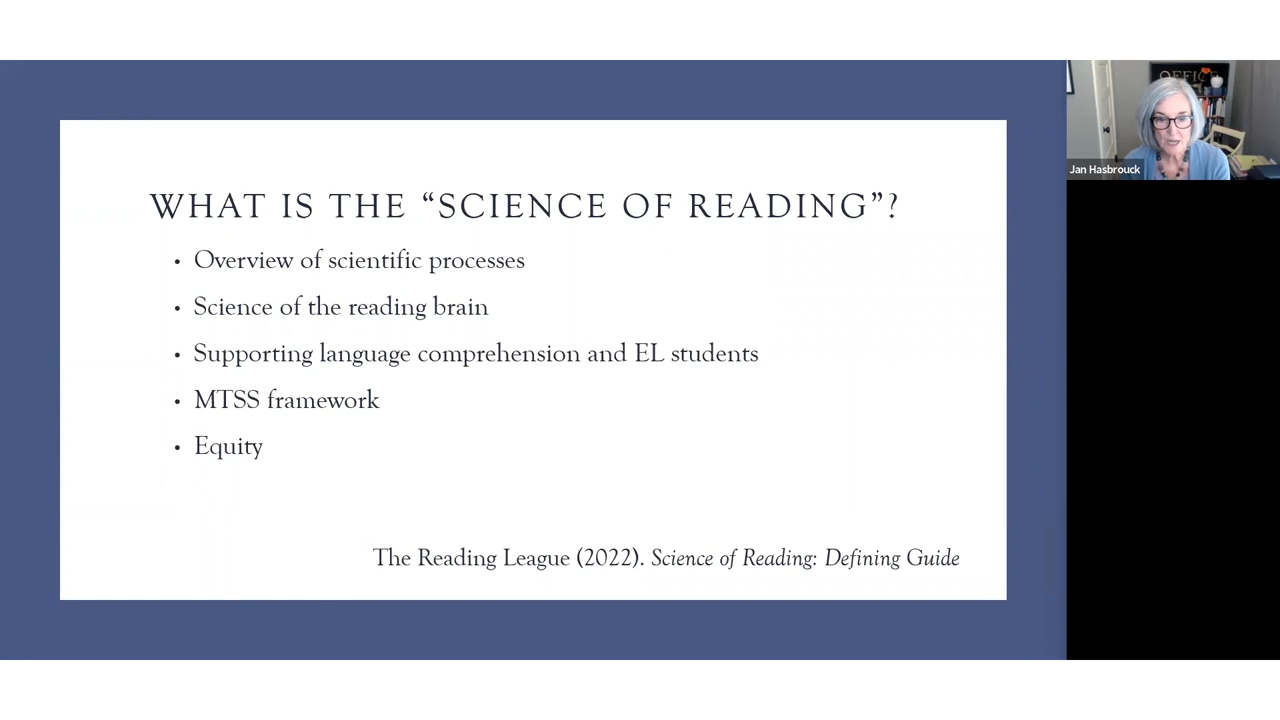 WHAT IS THE “SCIENCE OF READING”?
• Overview of scientific processes
• Science of the reading brain
• Supporting language comprehension and EL students
• MTSS framework
• Equity
The Reading League (2022). Science of Reading: Defining Guide
OFFICE
Jan Hasbrouck